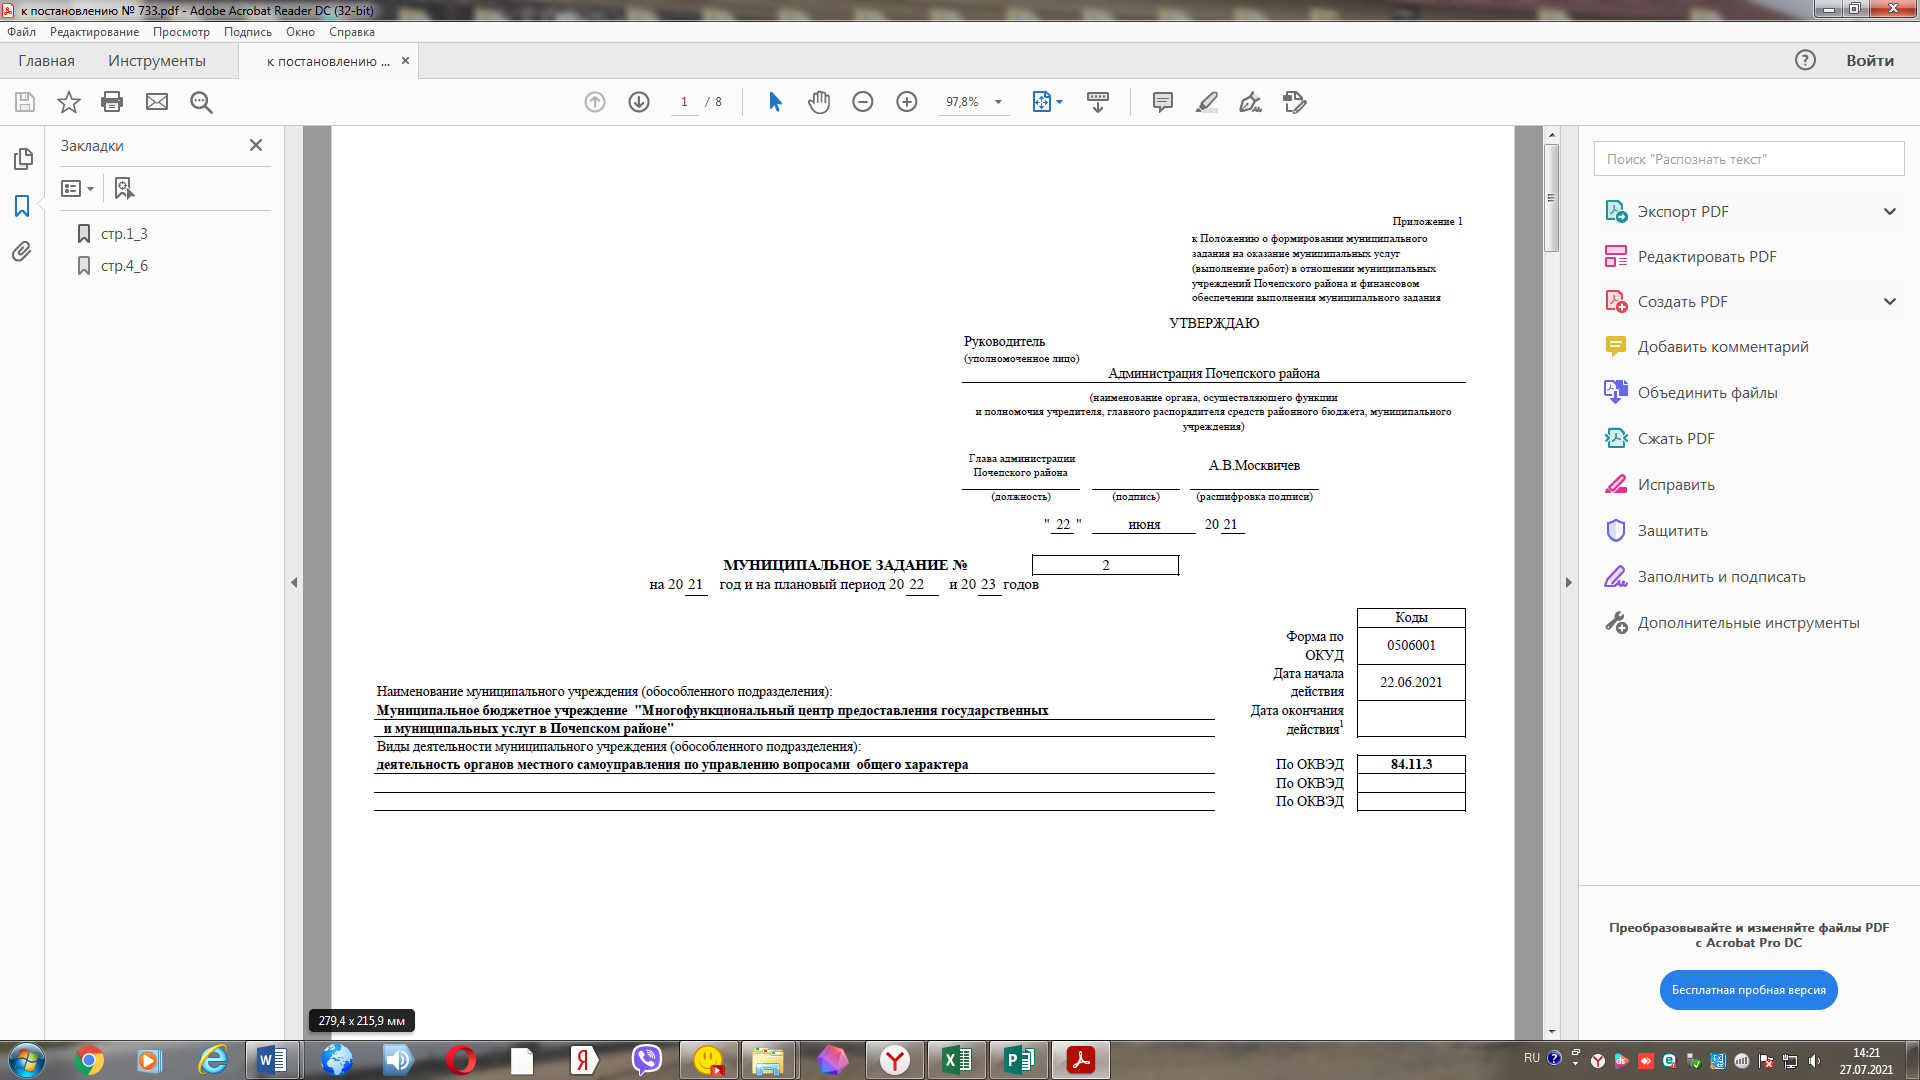 к постановлению № 733.pdf - Adobe Acrobat Reader DC (32-bit)
Файл Редактирование Просмотр Подпись Окно Справка
Главная Инструменты к постановлению ... Войти
1 / 8 97,8%
Закладки
стр.1_3
стр.4_6
Приложение 1
к Положению о формировании муниципального
задания на оказание муниципальных услуг
(выполнение работ) в отношении муниципальных
учреждений Почепского района и финансовом
обеспечении выполнения муниципального задания
УТВЕРЖДАЮ
Руководитель
(уполномоченное лицо)
Администрация Почепского района
(наименование органа, осуществляющего функции
и полномочия учредителя, главного распорядителя средств районного бюджета, муниципального
учреждения)
Глава администрации
Почепского района
А.В.Москвичев
(должность) (подпись) (расшифровка подписи)
" 22 " июня 20 21
МУНИЦИПАЛЬНОЕ ЗАДАНИЕ № 2
на 20 21 год и на плановый период 20 22 и 20 23 годов
Коды
Форма по
ОКУД
0506001
Дата начала
действия
22.06.2021
Дата окончания
действия1
Наименование муниципального учреждения (обособленного подразделения):
Муниципальное бюджетное учреждение "Многофункциональный центр предоставления государственных
и муниципальных услуг в Почепском районе"
Виды деятельности муниципального учреждения (обособленного подразделения):
деятельность органов местного самоуправления по управлению вопросами общего характера
По ОКВЭД 84.11.3
По ОКВЭД
По ОКВЭД
279,4 x 215,9 мм
Поиск "Распознать текст"
Экспорт PDF
Редактировать PDF
Создать PDF
Добавить комментарий
Объединить файлы
Сжать PDF
Исправить
Защитить
Заполнить и подписать
Дополнительные инструменты
Преобразовывайте и изменяйте файлы PDF
с Acrobat Pro DC
Бесплатная пробная версия
RU
14:21
27.07.2021